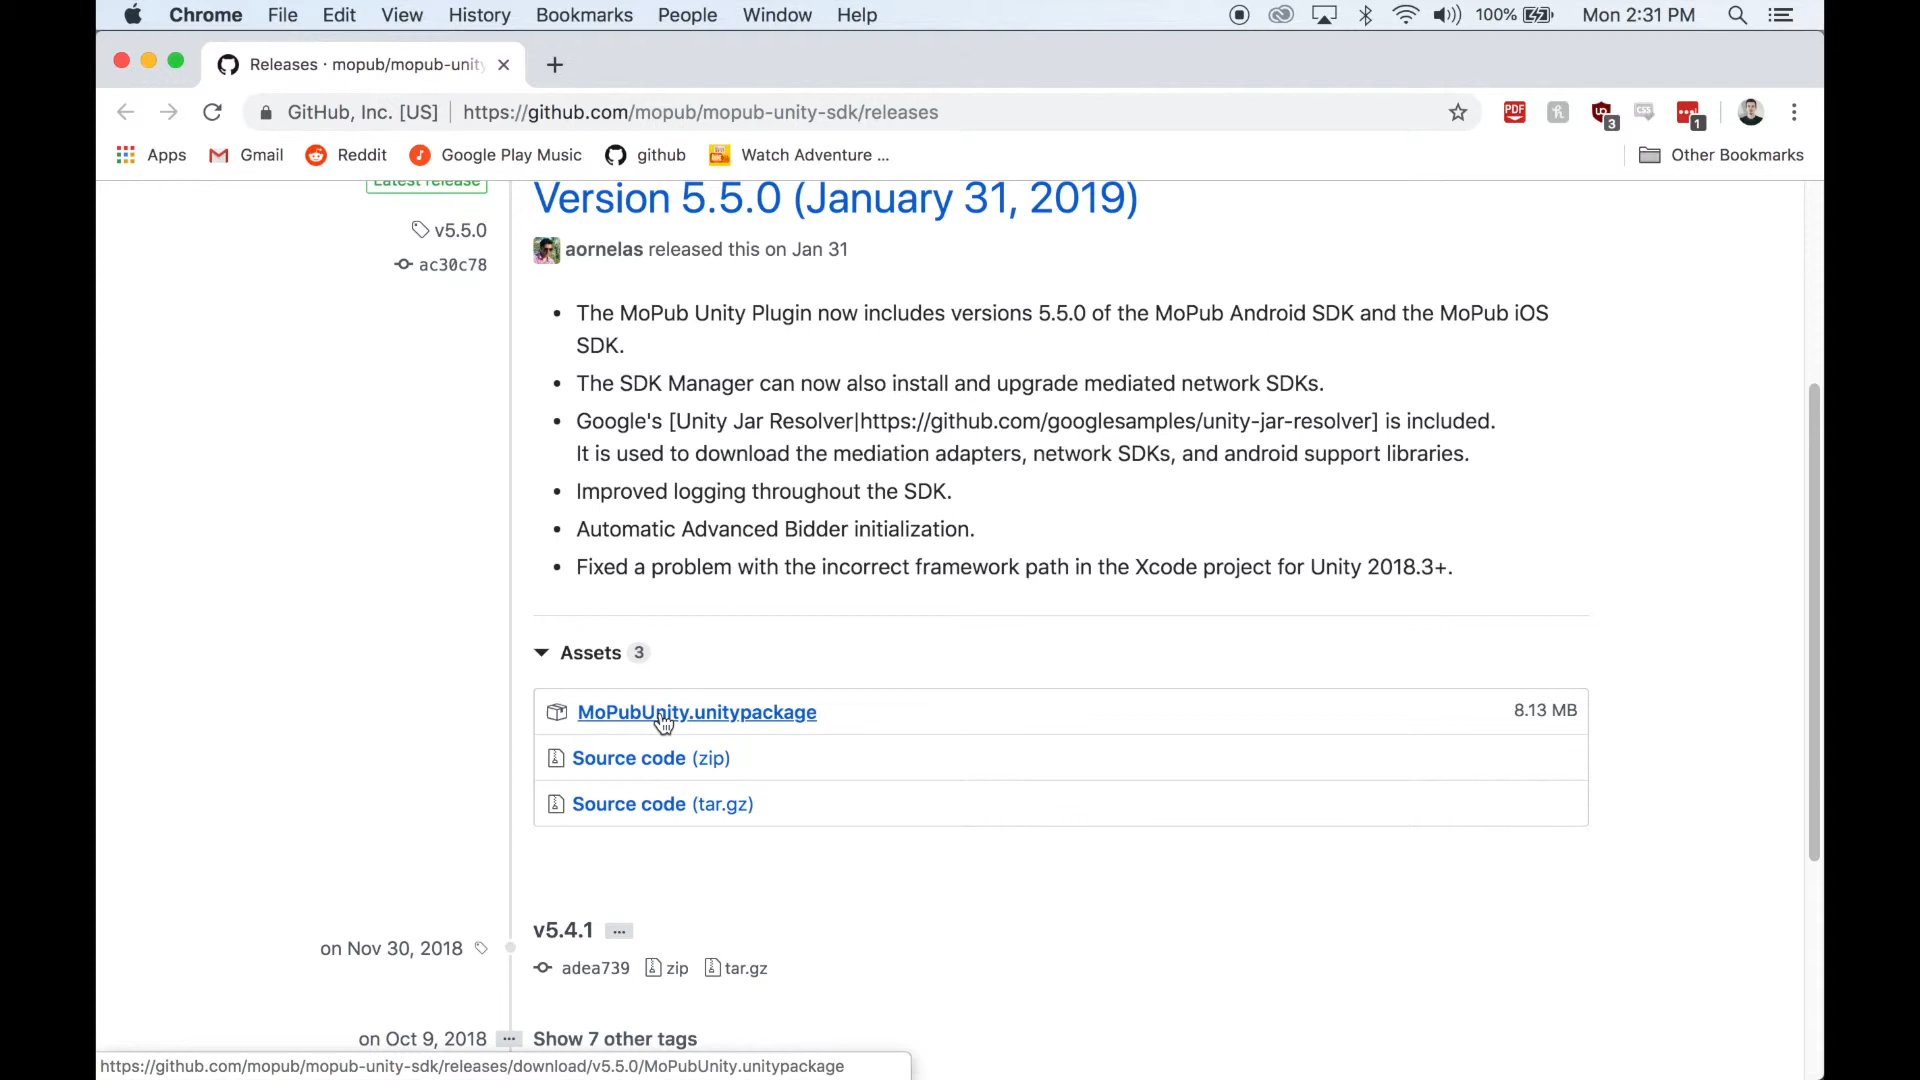 Chrome File Edit View History Bookmarks People Window Help 100% Mon 2:31 PM
Releases · mopub/mopub-unity
GitHub, Inc. [US] https://github.com/mopub/mopub-unity-sdk/releases PDF 3 CSS 1
Apps Gmail Reddit Google Play Music github Watch Adventure ... Other Bookmarks
Latest release
Version 5.5.0 (January 31, 2019)
v5.5.0
aornelas released this on Jan 31
ac30c78
• The MoPub Unity Plugin now includes versions 5.5.0 of the MoPub Android SDK and the MoPub iOS
SDK.
• The SDK Manager can now also install and upgrade mediated network SDKs.
• Google's [Unity Jar Resolver|https://github.com/googlesamples/unity-jar-resolver] is included.
It is used to download the mediation adapters, network SDKs, and android support libraries.
• Improved logging throughout the SDK.
• Automatic Advanced Bidder initialization.
• Fixed a problem with the incorrect framework path in the Xcode project for Unity 2018.3+.
Assets 3
MoPubUnity.unitypackage 8.13 MB
Source code (zip)
Source code (tar.gz)
v5.4.1 ...
on Nov 30, 2018
adea739 zip tar.gz
on Oct 9, 2018 ... Show 7 other tags
https://github.com/mopub/mopub-unity-sdk/releases/download/v5.5.0/MoPubUnity.unitypackage